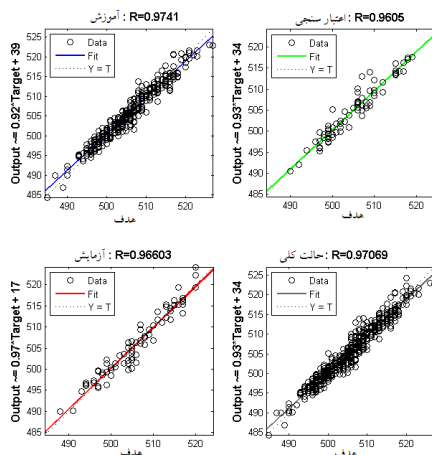 آموزش : R=0.9741
Output ~= 0.92*Target + 39
525
520
515
510
505
500
495
490
485
Data
Fit
Y = T
490
500
510
520
هدف
اعتبار سنجی : R=0.9605
Output ~= 0.93*Target + 34
520
515
510
505
500
495
490
485
Data
Fit
Y = T
490
500
510
520
هدف
آزمایش : R=0.96603
Output ~= 0.97*Target + 17
520
515
510
505
500
495
490
485
Data
Fit
Y = T
490
500
510
520
هدف
حالت کلی : R=0.97069
Output ~= 0.93*Target + 34
525
520
515
510
505
500
495
490
485
Data
Fit
Y = T
490
500
510
520
هدف